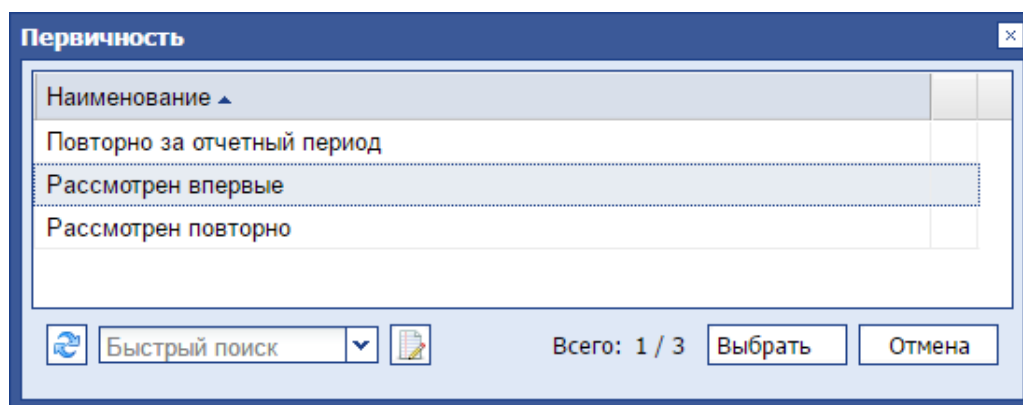 Первичность
Наименование
Повторно за отчетный период
Рассмотрен впервые
Рассмотрен повторно
Быстрый поиск Всего: 1 / 3 Выбрать Отмена